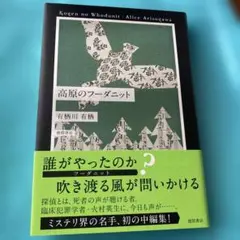 Kogen no Whodunit / Alice Arisugawa
高原のフーダニット
有栖川有栖
徳間書店
誰がやったのか?
フーダニット
吹き渡る風が問いかける
探偵とは、死者の声が聴ける者。
臨床犯罪学者・火村英生に、今日も声が……。
ミステリ界の名手、初の中編集!
徳間書店